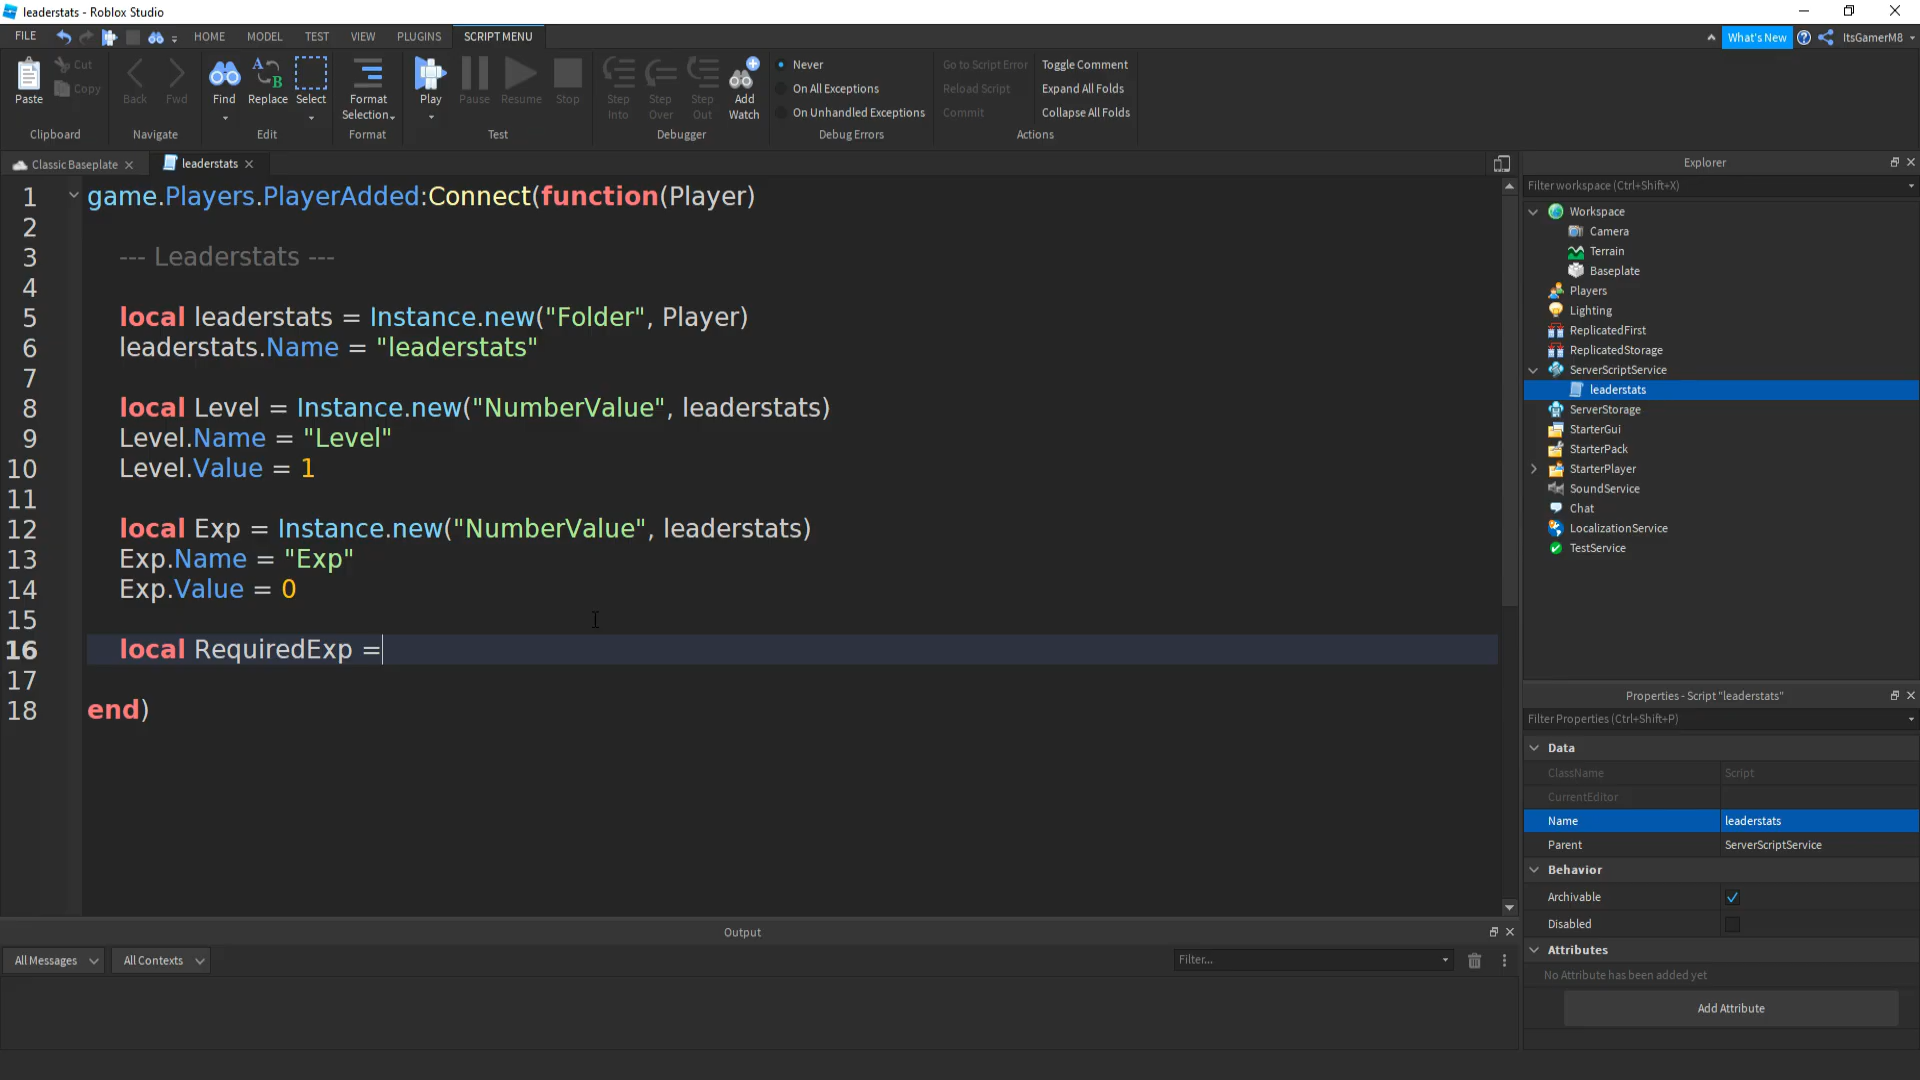 leaderstats - Roblox Studio
FILE HOME MODEL TEST VIEW PLUGINS SCRIPT MENU What's New ItsGamerM8
Paste Cut Copy Back Fwd Find Replace Select Format Selection Play Pause Resume Stop Step Into Step Over Step Out Add Watch
Never
On All Exceptions
On Unhandled Exceptions
Go to Script Error
Reload Script
Commit
Toggle Comment
Expand All Folds
Collapse All Folds
Clipboard Navigate Edit Format Test Debugger Debug Errors Actions
Classic Baseplate leaderstats
1 game.Players.PlayerAdded:Connect(function(Player)
2
3 --- Leaderstats ---
4
5 local leaderstats = Instance.new("Folder", Player)
6 leaderstats.Name = "leaderstats"
7
8 local Level = Instance.new("NumberValue", leaderstats)
9 Level.Name = "Level"
10 Level.Value = 1
11
12 local Exp = Instance.new("NumberValue", leaderstats)
13 Exp.Name = "Exp"
14 Exp.Value = 0
15
16 local RequiredExp =
17
18 end)
Output
All Messages All Contexts Filter...
Explorer
Filter workspace (Ctrl+Shift+X)
Workspace
Camera
Terrain
Baseplate
Players
Lighting
ReplicatedFirst
ReplicatedStorage
ServerScriptService
leaderstats
ServerStorage
StarterGui
StarterPack
StarterPlayer
SoundService
Chat
LocalizationService
TestService
Properties - Script "leaderstats"
Filter Properties (Ctrl+Shift+P)
Data
ClassName Script
CurrentEditor
Name leaderstats
Parent ServerScriptService
Behavior
Archivable
Disabled
Attributes
No Attribute has been added yet
Add Attribute